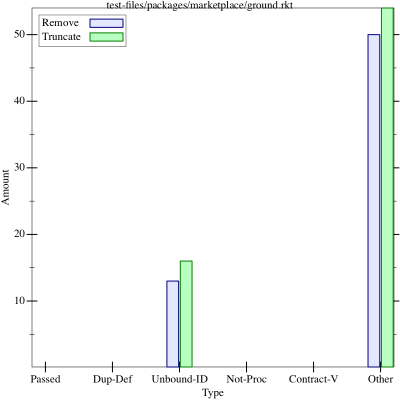 test-files/packages/marketplace/ground.rkt
Remove
Truncate
50
40
30
20
10
Amount
Passed Dup-Def Unbound-ID Not-Proc Contract-V Other
Type